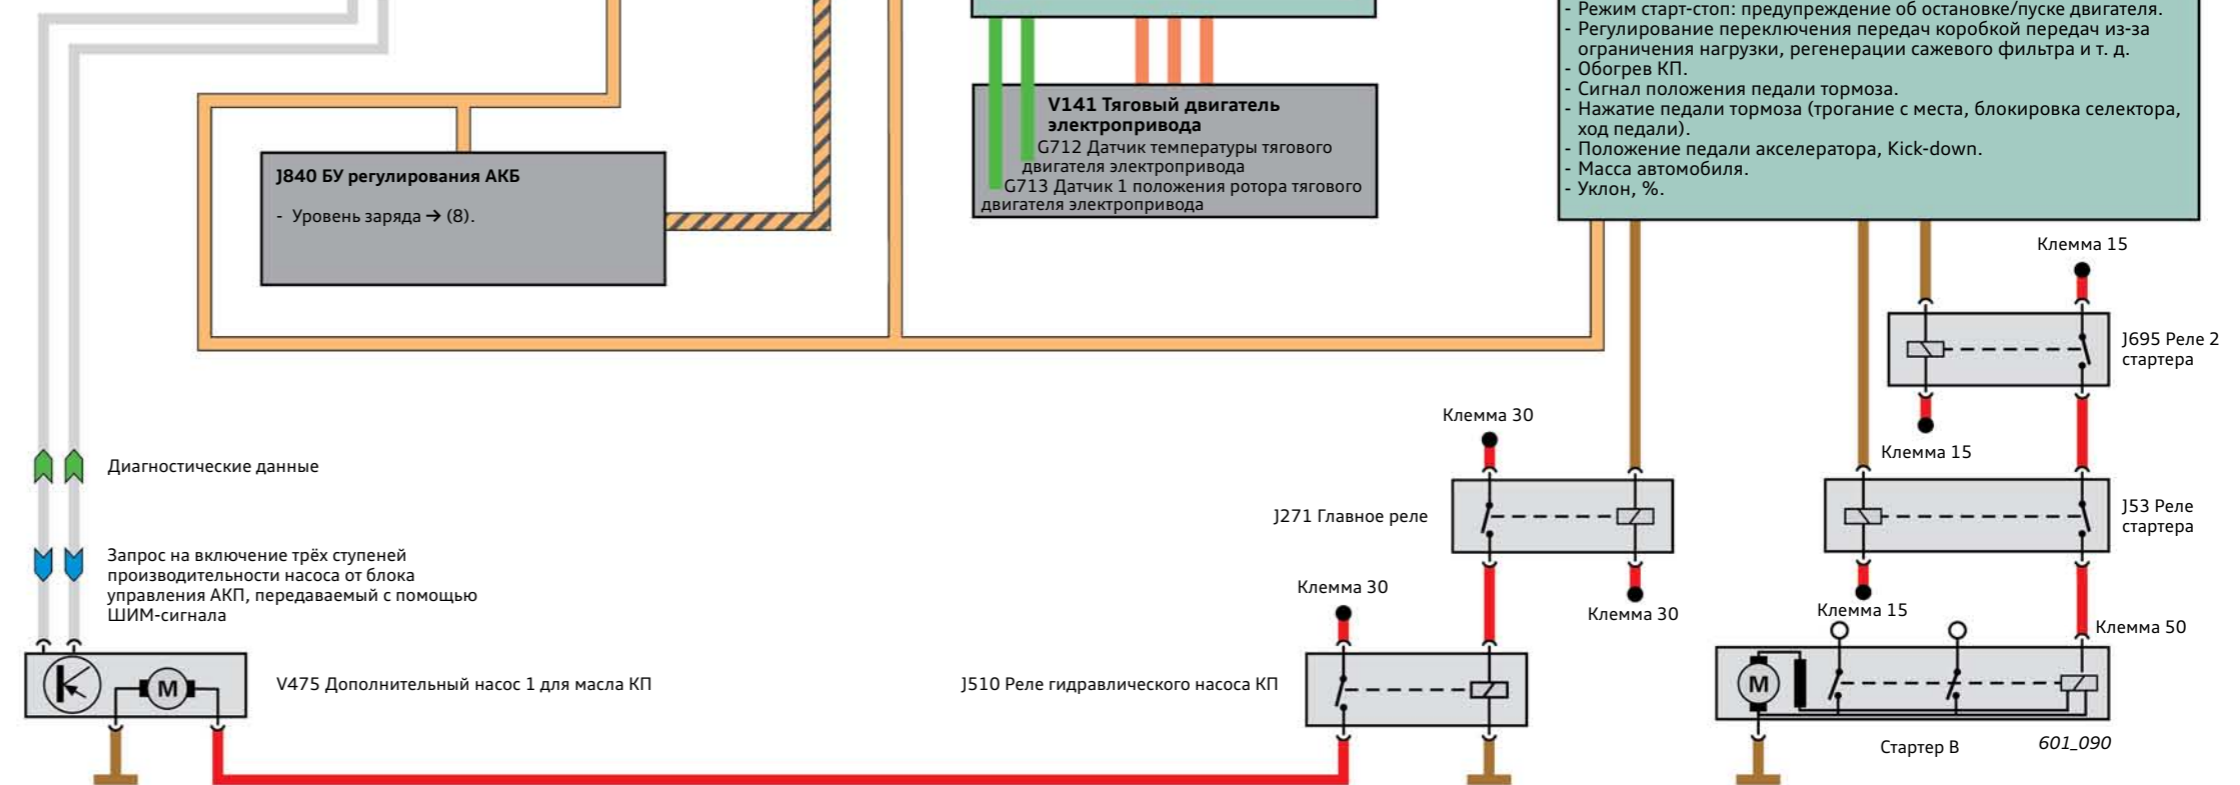 - Режим старт-стоп: предупреждение об остановке/пуске двигателя.
- Регулирование переключения передач коробкой передач из-за
ограничения нагрузки, регенерации сажевого фильтра и т. д.
- Обогрев КП.
- Сигнал положения педали тормоза.
- Нажатие педали тормоза (трогание с места, блокировка селектора,
ход педали).
- Положение педали акселератора, Kick-down.
- Масса автомобиля.
- Уклон, %.
V141 Тяговый двигатель
электропривода
G712 Датчик температуры тягового
двигателя электропривода
G713 Датчик 1 положения ротора тягового
двигателя электропривода
J840 БУ регулирования АКБ
- Уровень заряда → (8).
Клемма 15
J695 Реле 2
стартера
Клемма 15
Клемма 30
J271 Главное реле
J53 Реле
стартера
Клемма 30
Клемма 15
Клемма 50
Диагностические данные
Запрос на включение трёх ступеней
производительности насоса от блока
управления АКП, передаваемый с помощью
ШИМ-сигнала
Клемма 30
M
V475 Дополнительный насос 1 для масла КП
J510 Реле гидравлического насоса КП
M
Стартер B
601_090